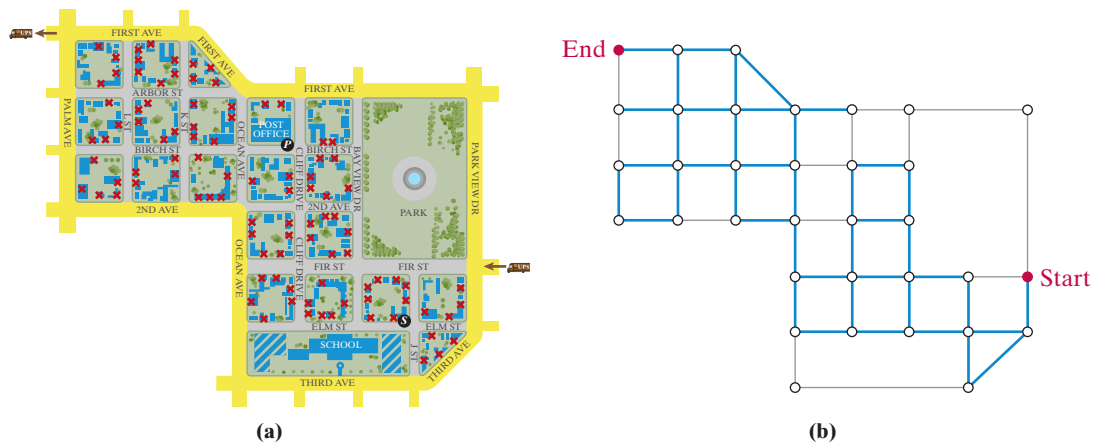 UPS
FIRST AVE
FIRST AVE
ARBOR ST
FIRST AVE
PALM AVE
L ST
K ST
OCEAN AVE
POST
OFFICE
P
BIRCH ST
BIRCH ST
CLIFF DRIVE
BAY VIEW DR
PARK
PARK VIEW DR
2ND AVE
2ND AVE
OCEAN AVE
CLIFF DRIVE
FIR ST
FIR ST
UPS
S
ELM ST
ELM ST
SCHOOL
J ST
THIRD AVE
THIRD AVE
(a)
End
Start
(b)